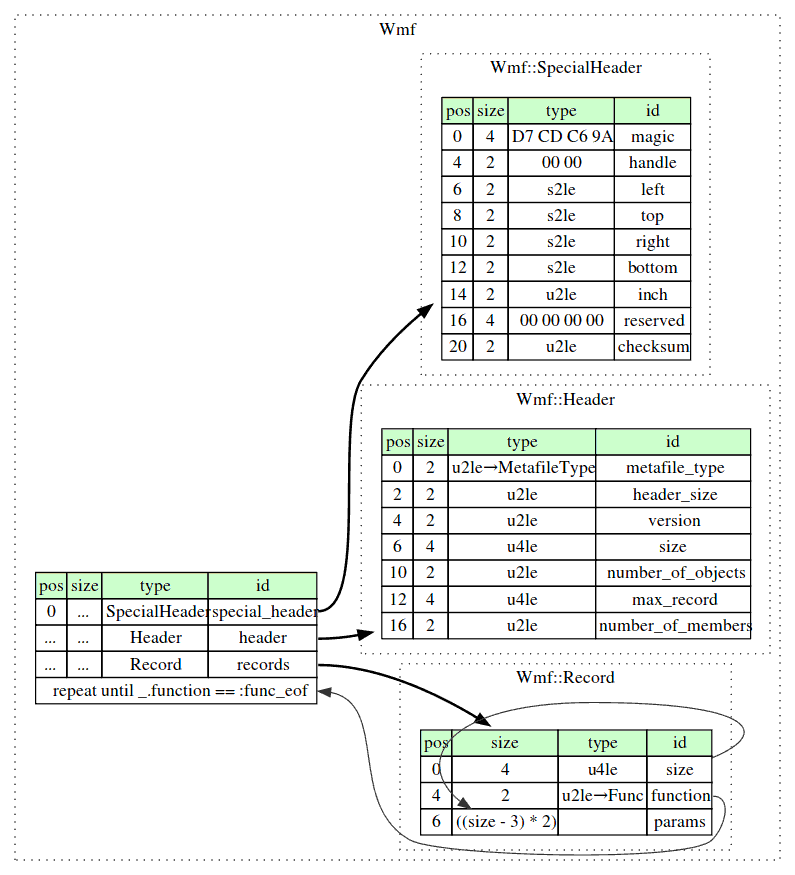 Wmf
Wmf::SpecialHeader
pos size type id
0 4 D7 CD C6 9A magic
4 2 00 00 handle
6 2 s2le left
8 2 s2le top
10 2 s2le right
12 2 s2le bottom
14 2 u2le inch
16 4 00 00 00 00 reserved
20 2 u2le checksum
Wmf::Header
pos size type id
0 2 u2le→MetafileType metafile_type
2 2 u2le header_size
4 2 u2le version
6 4 u4le size
10 2 u2le number_of_objects
12 4 u4le max_record
16 2 u2le number_of_members
pos size type id
0 ... SpecialHeader special_header
... ... Header header
... ... Record records
repeat until _.function == :func_eof
Wmf::Record
pos size type id
0 4 u4le size
4 2 u2le→Func function
6 ((size - 3) * 2) params